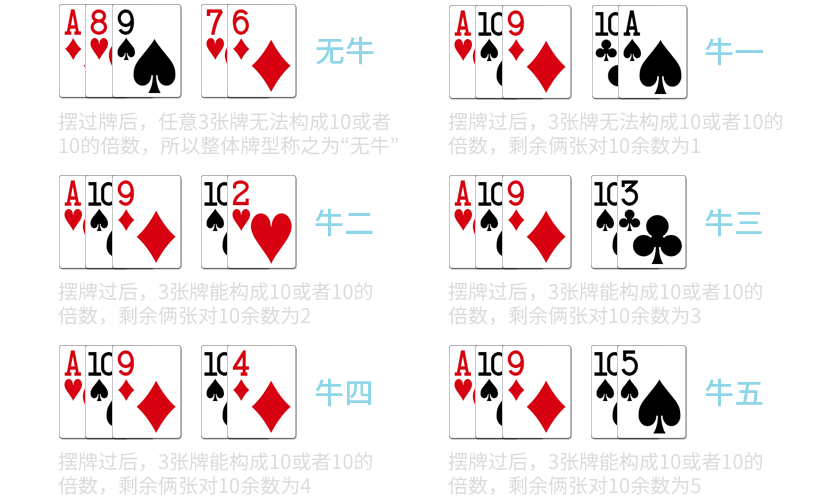 A 8 9 7 6 无牛
A 10 9 10 A 牛一
摆过牌后，任意3张牌无法构成10或者
10的倍数，所以整体牌型称之为“无牛”
摆牌过后，3张牌无法构成10或者10的
倍数，剩余俩张对10余数为1
A 10 9 10 2 牛二
A 10 9 10 3 牛三
摆牌过后，3张牌能构成10或者10的
倍数，剩余俩张对10余数为2
摆牌过后，3张牌能构成10或者10的
倍数，剩余俩张对10余数为3
A 10 9 10 4 牛四
A 10 9 10 5 牛五
摆牌过后，3张牌能构成10或者10的
倍数，剩余俩张对10余数为4
摆牌过后，3张牌能构成10或者10的
倍数，剩余俩张对10余数为5